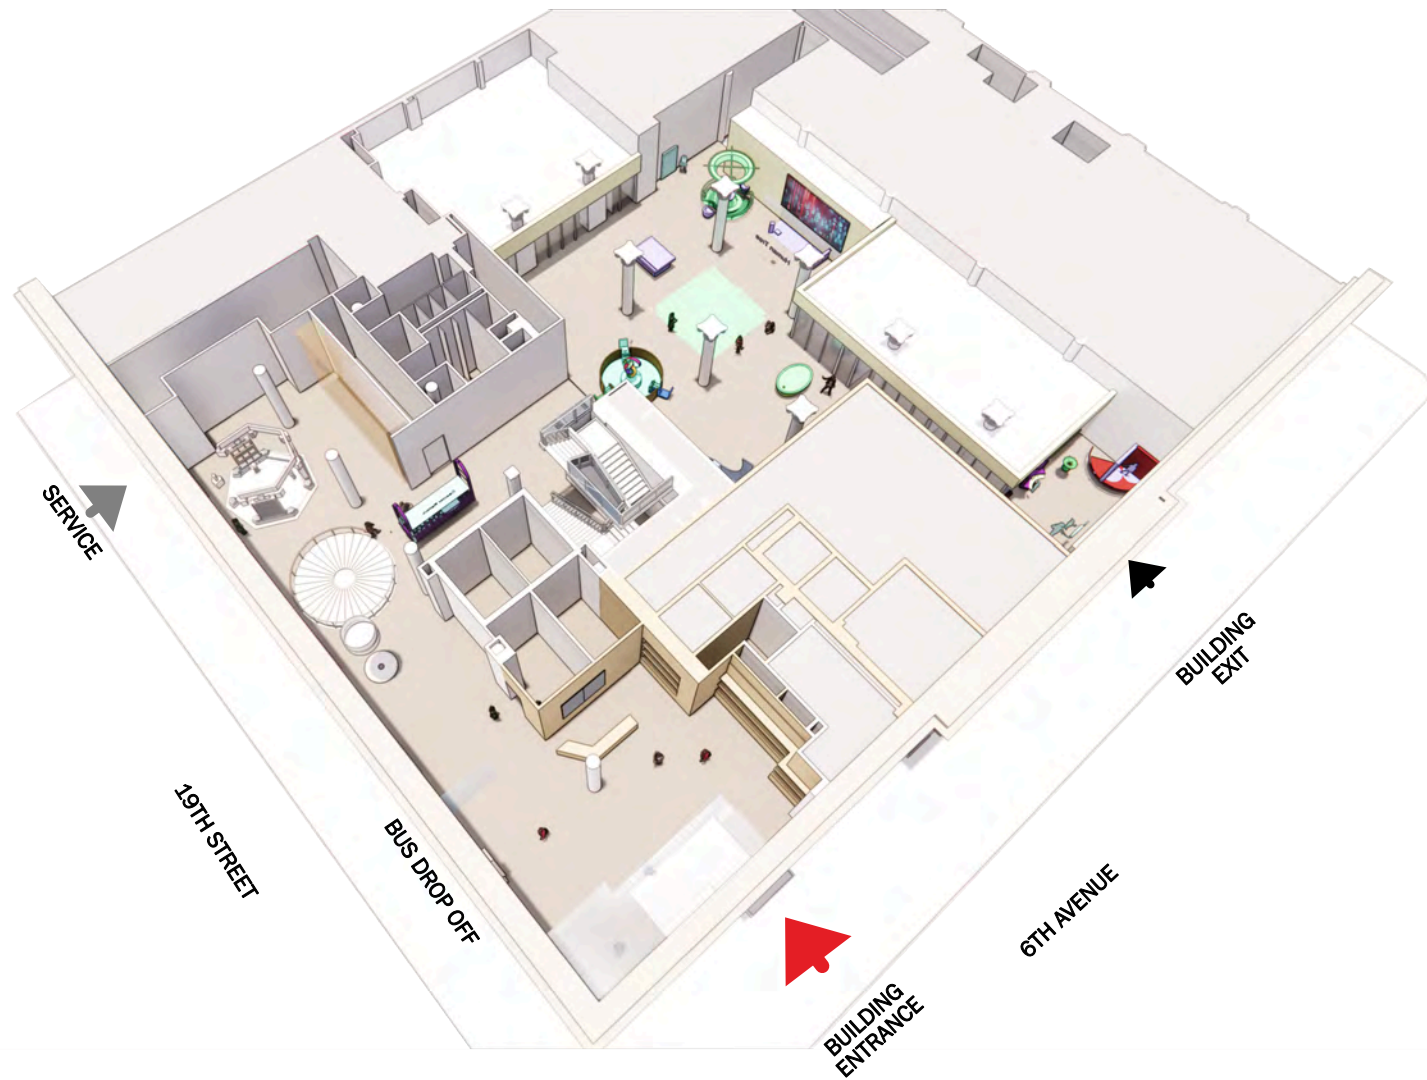 SERVICE
19TH STREET
BUS DROP OFF
BUILDING
EXIT
6TH AVENUE
BUILDING
ENTRANCE